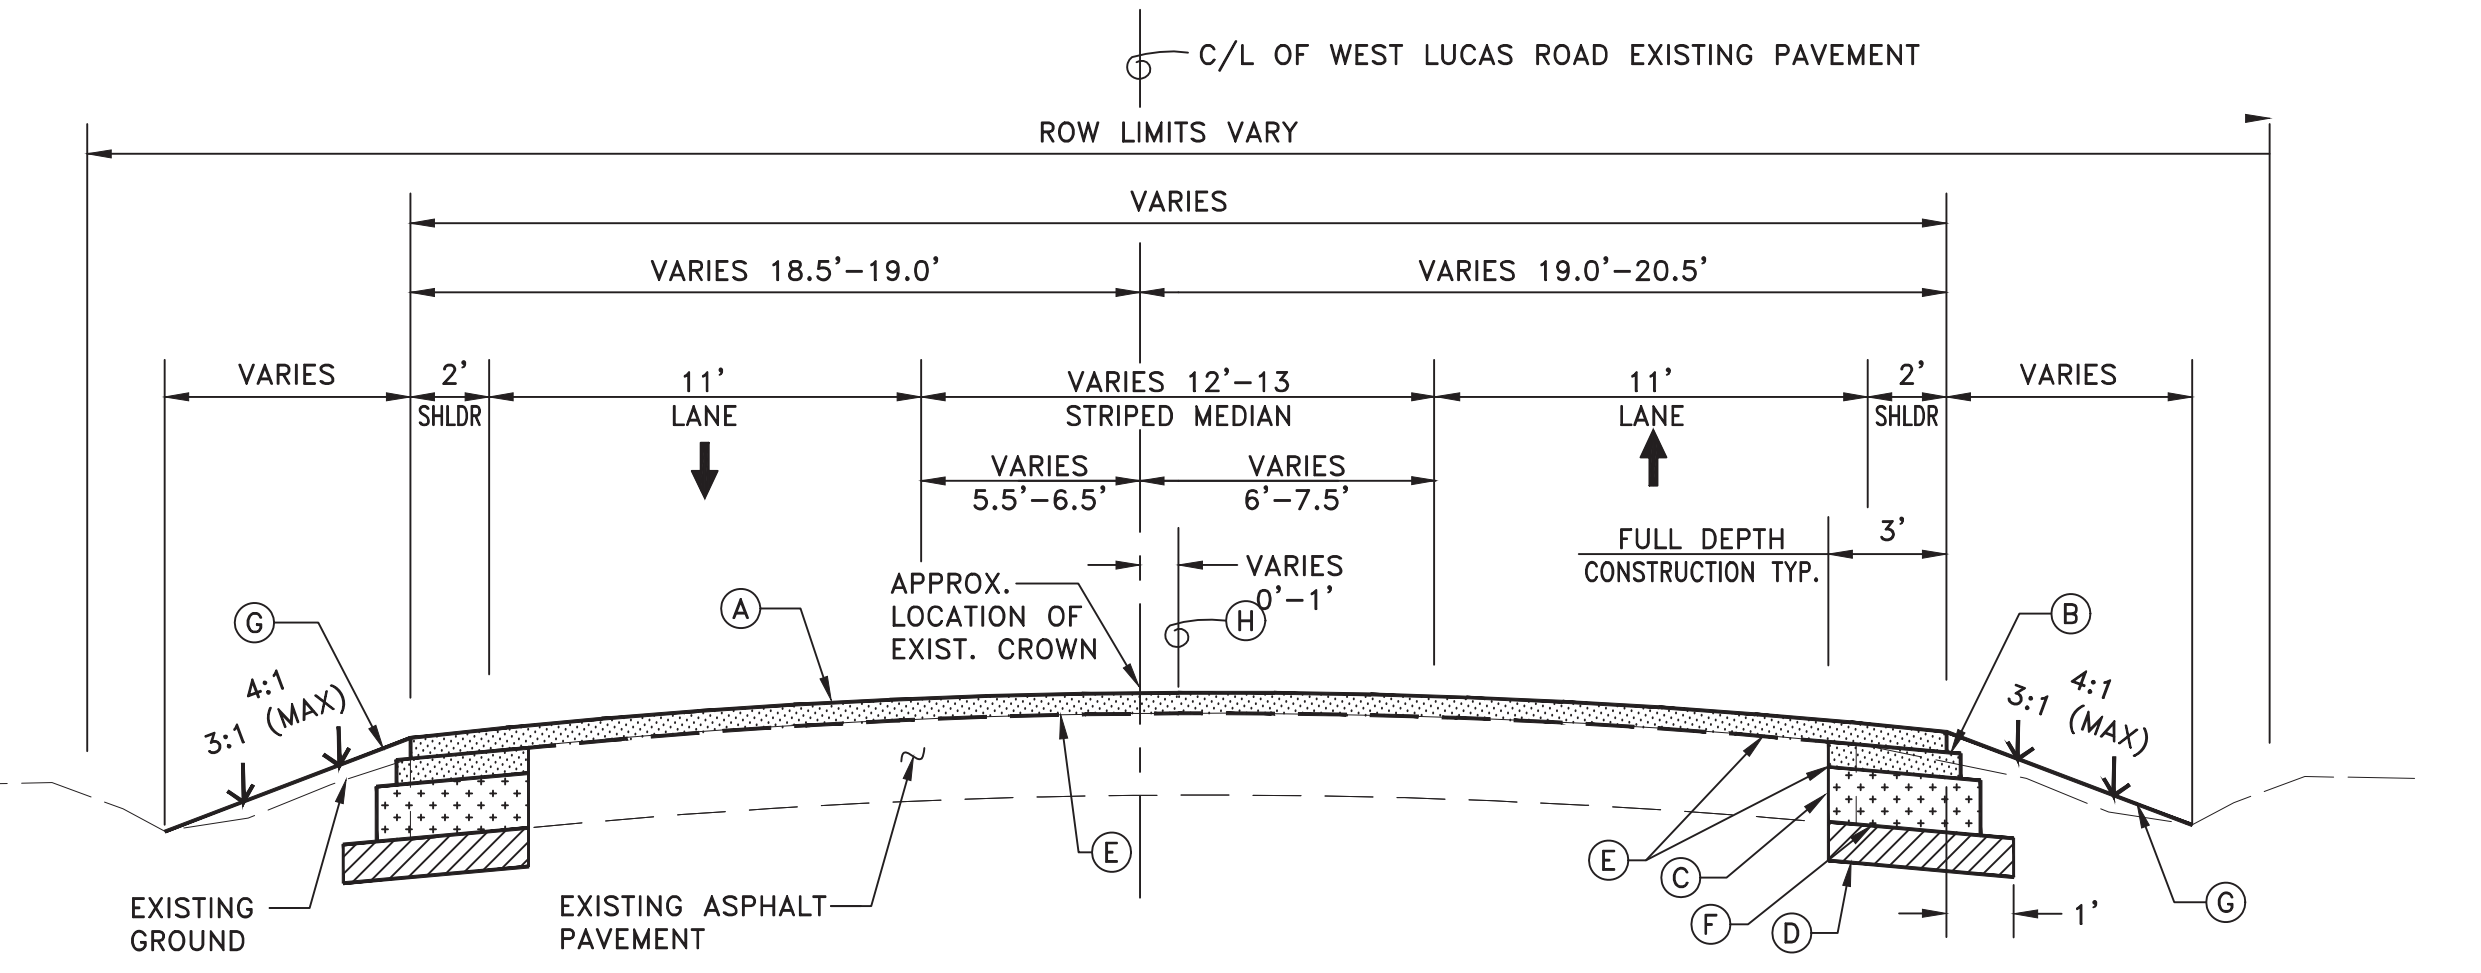 C/L OF WEST LUCAS ROAD EXISTING PAVEMENT
ROW LIMITS VARY
VARIES
VARIES 18.5'-19.0'
VARIES 19.0'-20.5'
VARIES
2'
SHLDR
11'
LANE
VARIES 12'-13
STRIPED MEDIAN
11'
LANE
2'
SHLDR
VARIES
VARIES
5.5'-6.5'
VARIES
6'-7.5'
FULL DEPTH
CONSTRUCTION TYP.
3'
VARIES
0'-1'
APPROX.
LOCATION OF
EXIST. CROWN
H
A
G
B
4:1
(MAX)
3:1
3:1
4:1
(MAX)
E
E
C
F
D
G
1'
EXISTING
GROUND
EXISTING ASPHALT
PAVEMENT